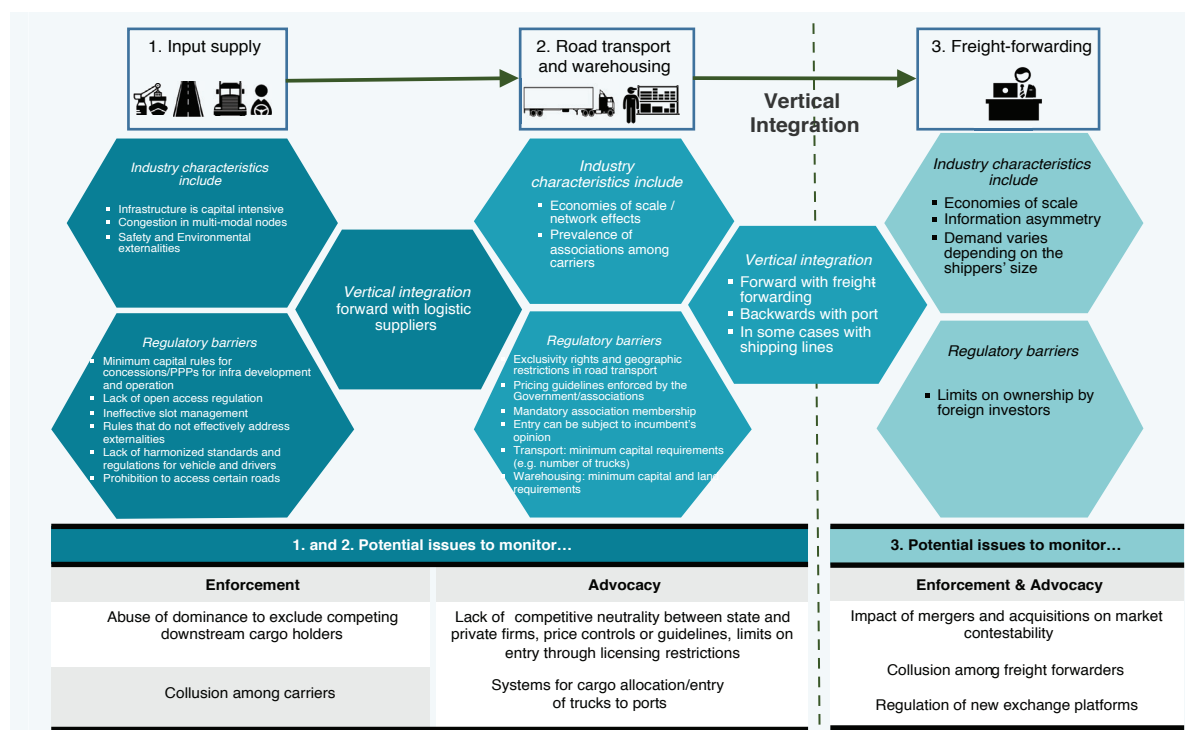 1. Input supply
2. Road transport
and warehousing
3. Freight-forwarding
Vertical
Integration
Industry characteristics
include
▪ Infrastructure is capital intensive
▪ Congestion in multi-modal nodes
▪ Safety and Environmental
externalities
Regulatory barriers
▪ Minimum capital rules for
concessions/PPPs for infra development
and operation
▪ Lack of open access regulation
▪ Ineffective slot management
▪ Rules that do not effectively address
externalities
▪ Lack of harmonized standards and
regulations for vehicle and drivers
▪ Prohibition to access certain roads
Vertical integration
forward with logistic
suppliers
Industry
characteristics include
▪ Economies of scale /
network effects
▪ Prevalence of
associations among
carriers
Regulatory barriers
Exclusivity rights and geographic
restrictions in road transport
▪ Pricing guidelines enforced by the
Government/associations
▪ Mandatory association membership
▪ Entry can be subject to incumbent's
opinion
▪ Transport: minimum capital requirements
(e.g. number of trucks)
▪ Warehousing: minimum capital and land
requirements
Vertical integration
▪ Forward with freight-
forwarding
▪ Backwards with port
▪ In some cases with
shipping lines
Industry characteristics
include
▪ Economies of scale
▪ Information asymmetry
▪ Demand varies
depending on the
shippers' size
Regulatory barriers
▪ Limits on ownership by
foreign investors
1. and 2. Potential issues to monitor…
Enforcement
Advocacy
Abuse of dominance to exclude competing
downstream cargo holders
Lack of competitive neutrality between state and
private firms, price controls or guidelines, limits on
entry through licensing restrictions
Collusion among carriers
Systems for cargo allocation/entry
of trucks to ports
3. Potential issues to monitor…
Enforcement & Advocacy
Impact of mergers and acquisitions on market
contestability
Collusion among freight forwarders
Regulation of new exchange platforms